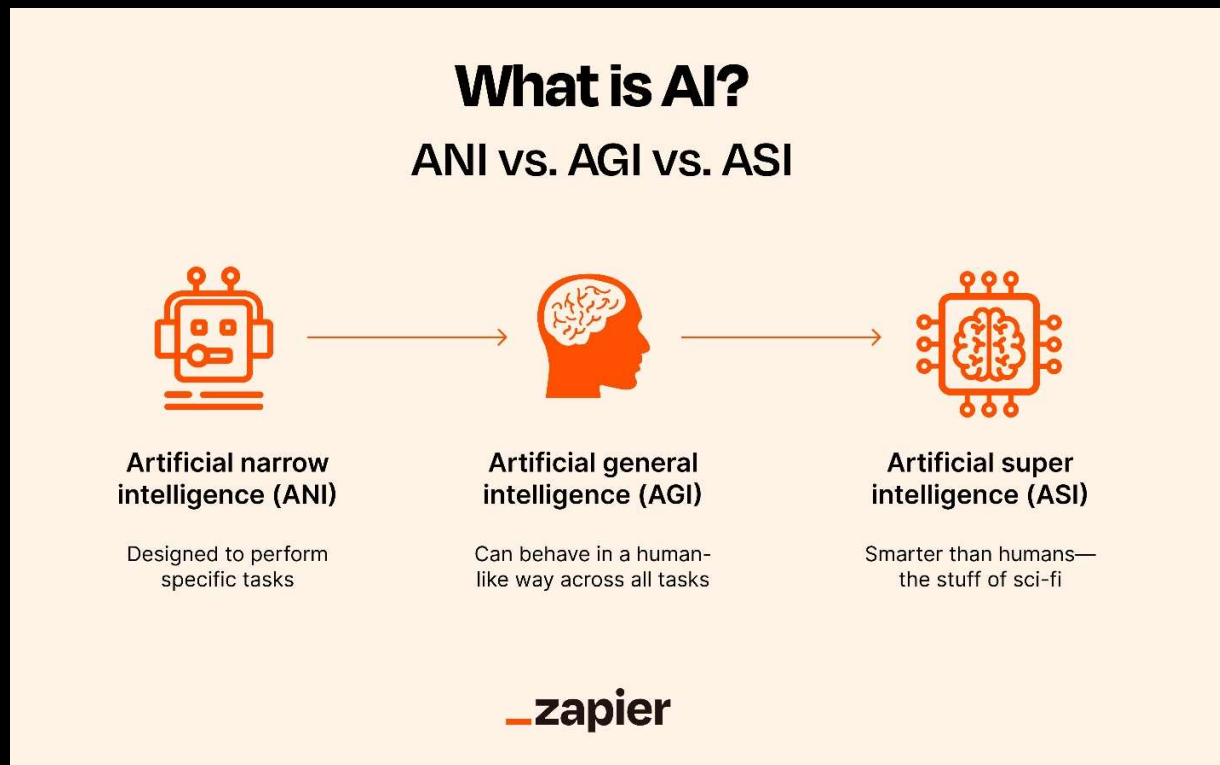 What is AI?
ANI vs. AGI vs. ASI
Artificial narrow
intelligence (ANI)
Designed to perform
specific tasks
Artificial general
intelligence (AGI)
Can behave in a human-
like way across all tasks
Artificial super
intelligence (ASI)
Smarter than humans—
the stuff of sci-fi
_zapier